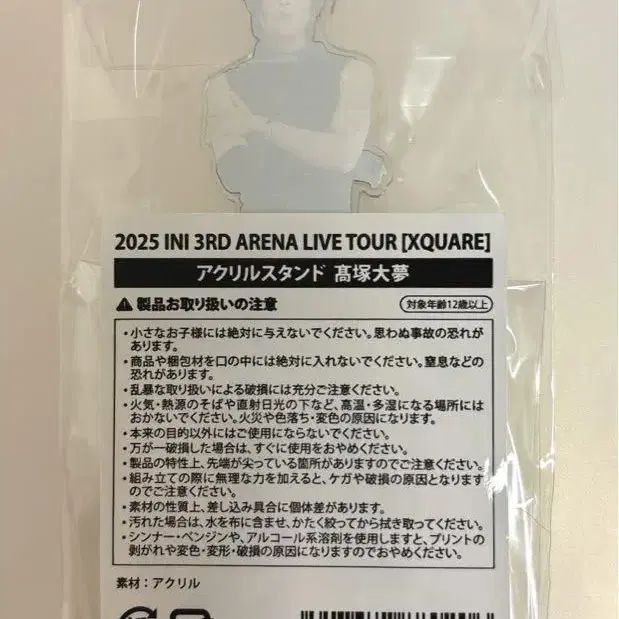 2025 INI 3RD ARENA LIVE TOUR [XQUARE]
アクリルスタンド 髙塚大夢
製品お取り扱いの注意
対象年齢12歳以上
・小さなお子様には絶対に与えないでください。思わぬ事故の恐れが
あります。
・商品や梱包材を口の中には絶対に入れないでください。窒息などの
恐れがあります。
・乱暴な取り扱いによる破損には充分ご注意ください。
・火気・熱源のそばや直射日光の下など、高温・多湿になる場所には
おかないでください。火災や色落ち・変色の原因になります。
・本来の目的以外にはご使用にならないでください。
・万が一破損した場合は、すぐに使用をおやめください。
・製品の特性上、先端が尖っている箇所がありますのでご注意ください。
・組み立ての際に無理な力を加えると、ケガや破損の原因となります
のでご注意ください。
・素材の性質上、差し込み具合に個体差があります。
・汚れた場合は、水を布に含ませ、かたく絞ってから拭き取ってください。
・シンナー・ベンジンや、アルコール系溶剤を使用しますと、プリントの
剥がれや変色・変形・破損の原因になりますのでおやめください。
素材：アクリル